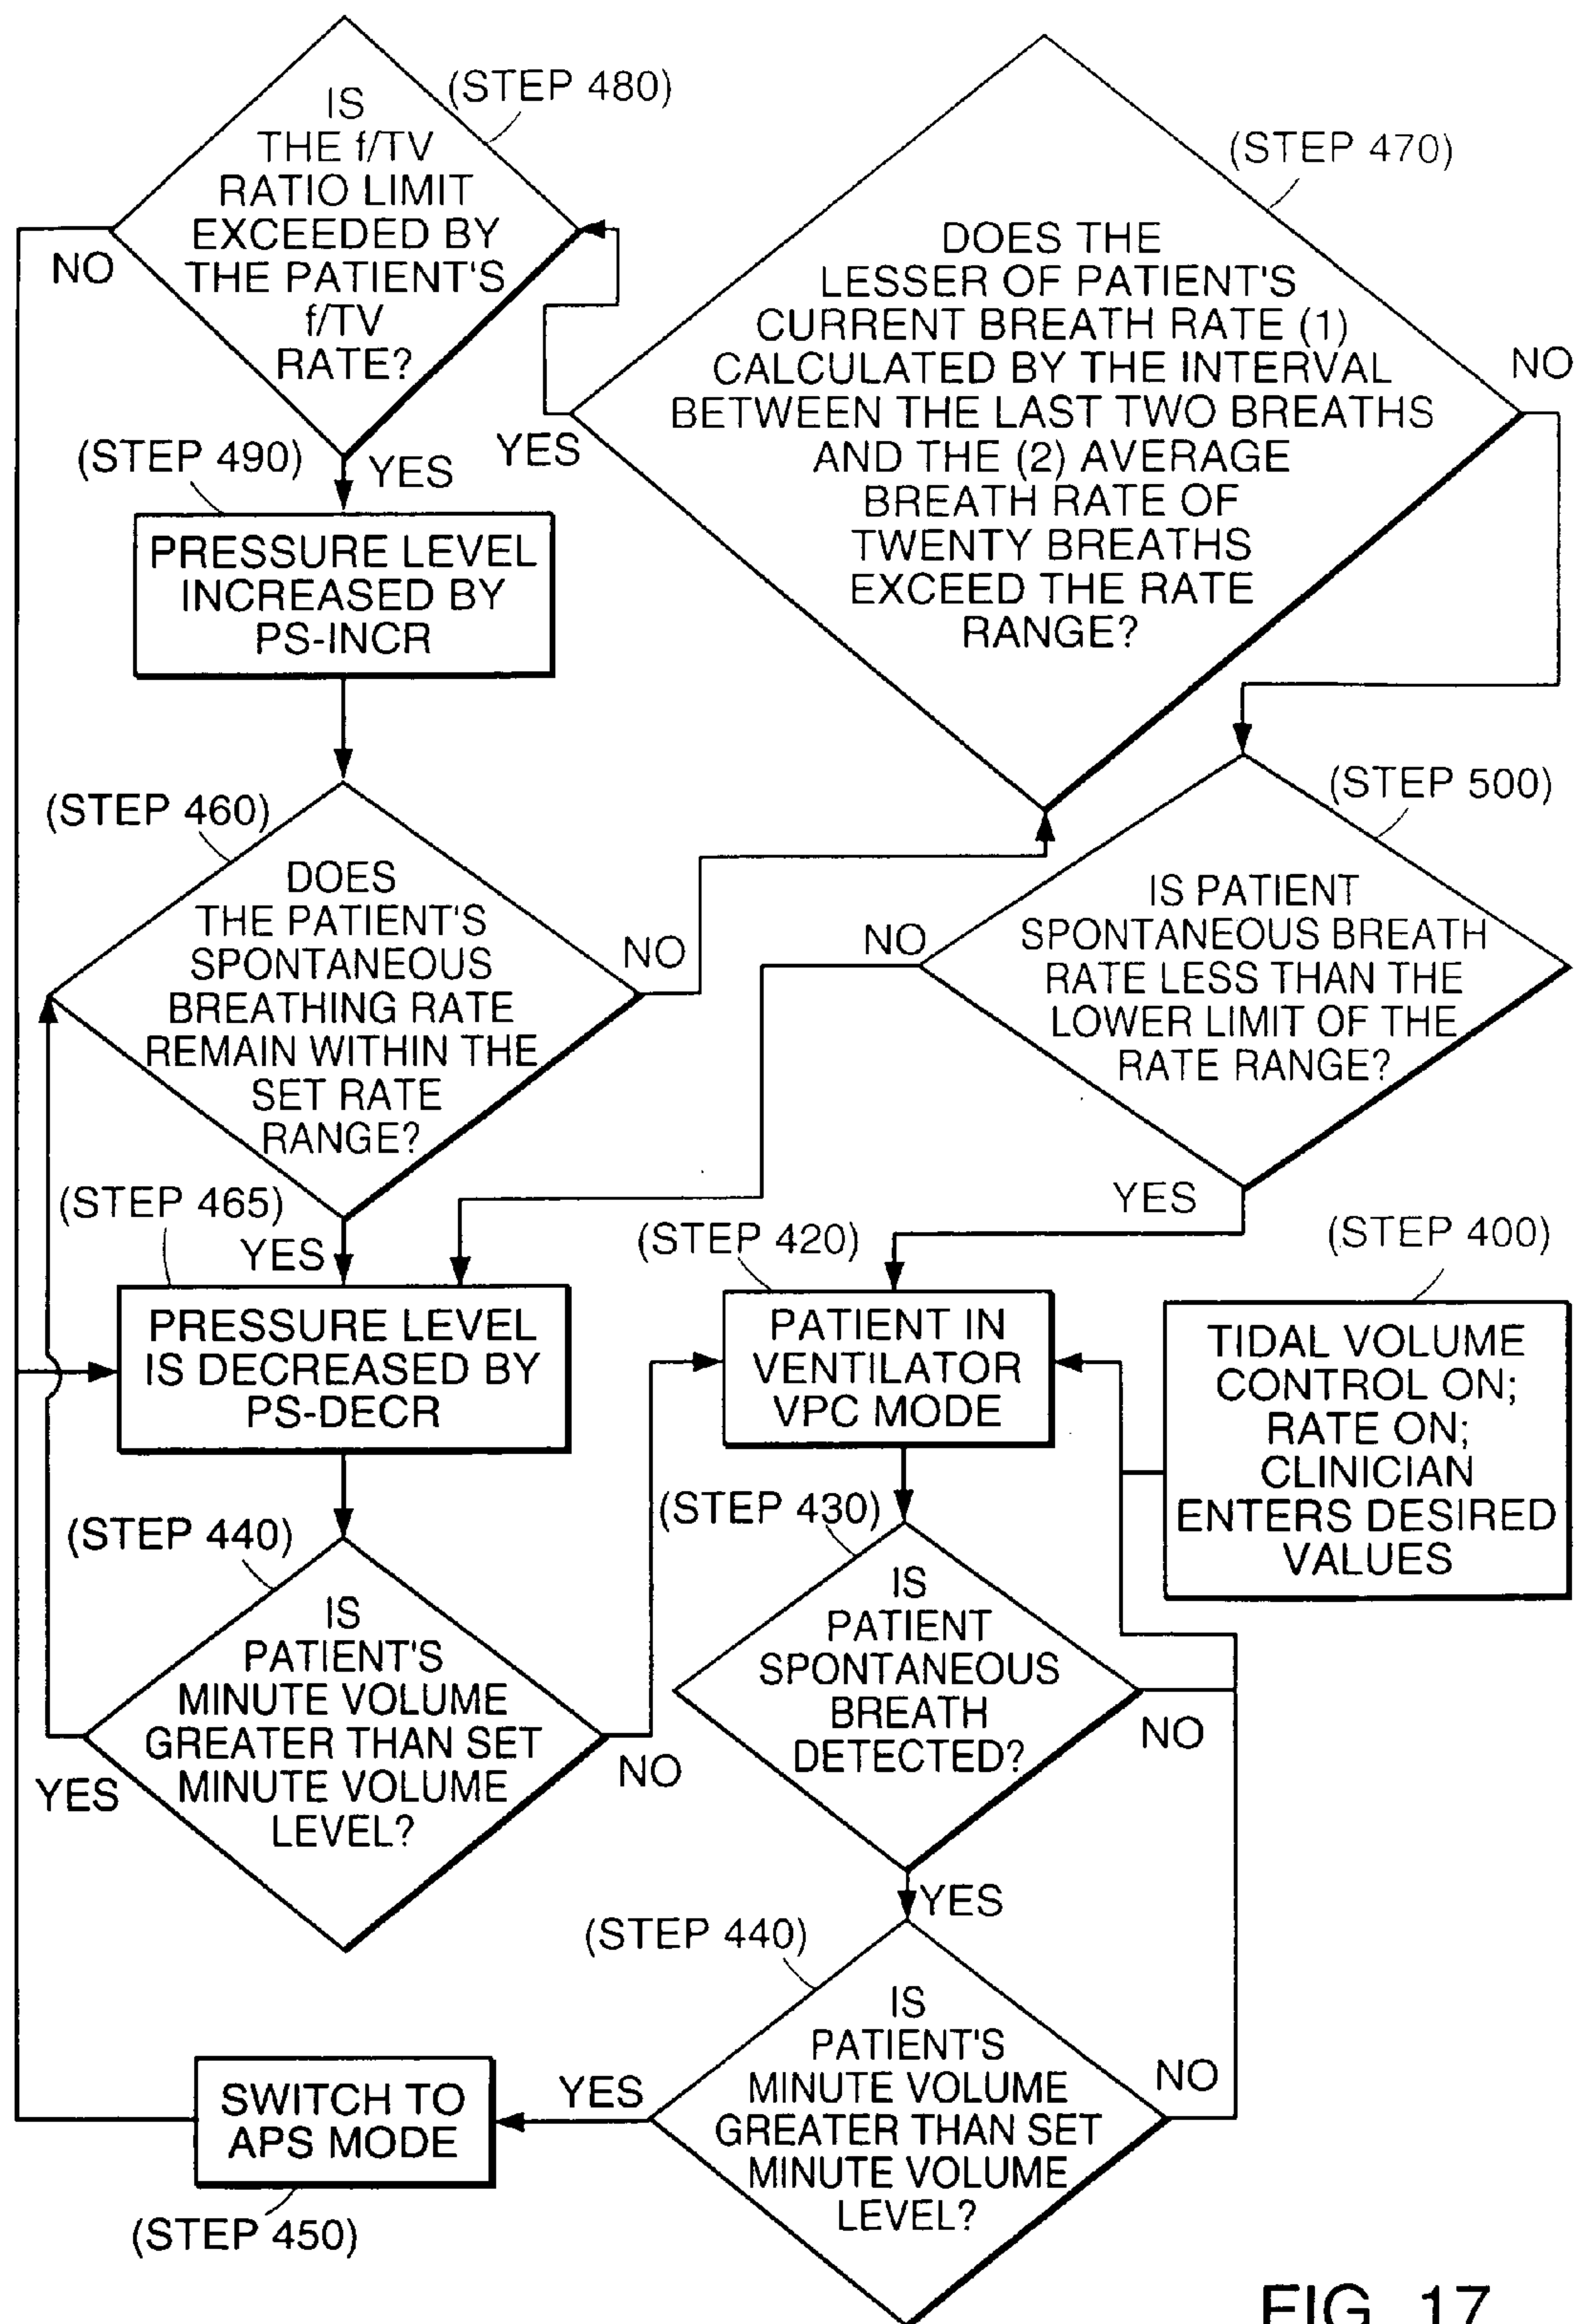 (STEP 480)
IS
THE f/TV
RATIO LIMIT
EXCEEDED BY
THE PATIENT'S
f/TV
RATE?
NO
YES
(STEP 470)
DOES THE
LESSER OF PATIENT'S
CURRENT BREATH RATE (1)
CALCULATED BY THE INTERVAL
BETWEEN THE LAST TWO BREATHS
AND THE (2) AVERAGE
BREATH RATE OF
TWENTY BREATHS
EXCEED THE RATE
RANGE?
NO
YES
(STEP 490)
PRESSURE LEVEL
INCREASED BY
PS-INCR
(STEP 460)
DOES
THE PATIENT'S
SPONTANEOUS
BREATHING RATE
REMAIN WITHIN THE
SET RATE
RANGE?
NO
YES
(STEP 500)
IS PATIENT
SPONTANEOUS BREATH
RATE LESS THAN THE
LOWER LIMIT OF THE
RATE RANGE?
NO
YES
(STEP 465)
PRESSURE LEVEL
IS DECREASED BY
PS-DECR
(STEP 420)
PATIENT IN
VENTILATOR
VPC MODE
(STEP 400)
TIDAL VOLUME
CONTROL ON;
RATE ON;
CLINICIAN
ENTERS DESIRED
VALUES
(STEP 440)
IS
PATIENT'S
MINUTE VOLUME
GREATER THAN SET
MINUTE VOLUME
LEVEL?
YES
NO
(STEP 430)
IS
PATIENT
SPONTANEOUS
BREATH
DETECTED?
NO
YES
(STEP 440)
IS
PATIENT'S
MINUTE VOLUME
GREATER THAN SET
MINUTE VOLUME
LEVEL?
NO
YES
SWITCH TO
APS MODE
(STEP 450)
FIG. 17